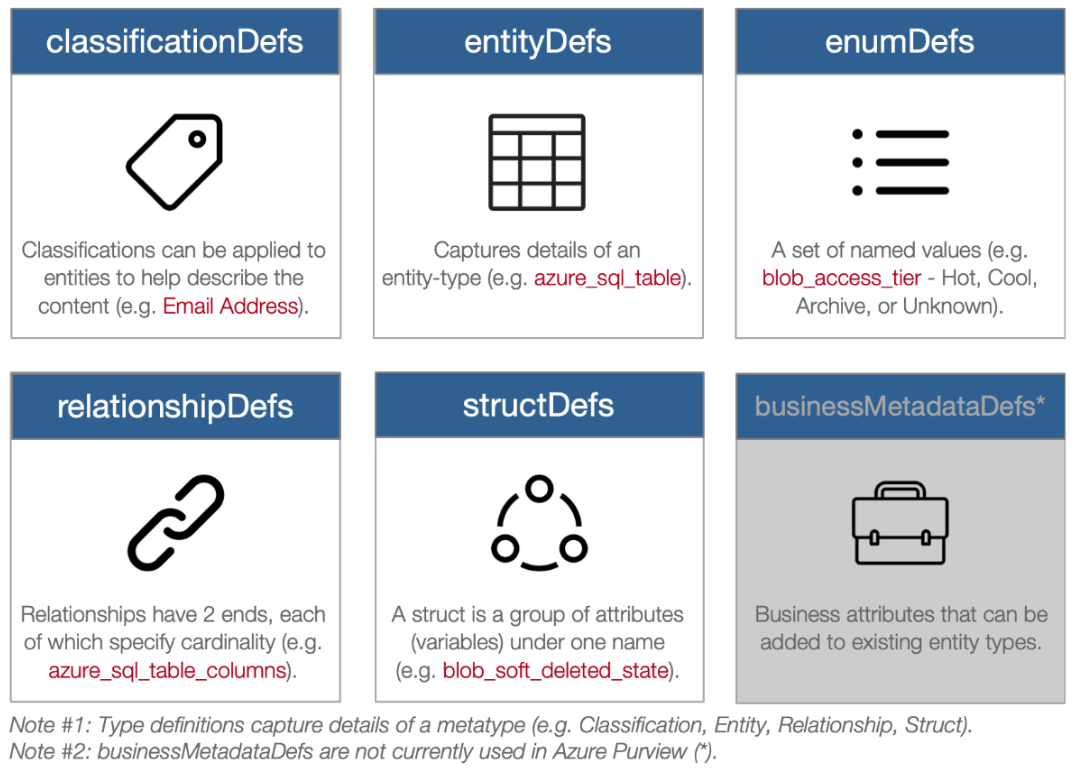 classificationDefs
Classifications can be applied to
entities to help describe the
content (e.g. Email Address).
entityDefs
Captures details of an
entity-type (e.g. azure_sql_table).
enumDefs
A set of named values (e.g.
blob_access_tier - Hot, Cool,
Archive, or Unknown).
relationshipDefs
Relationships have 2 ends, each
of which specify cardinality (e.g.
azure_sql_table_columns).
structDefs
A struct is a group of attributes
(variables) under one name
(e.g. blob_soft_deleted_state).
businessMetadataDefs*
Business attributes that can be
added to existing entity types.
Note #1: Type definitions capture details of a metatype (e.g. Classification, Entity, Relationship, Struct).
Note #2: businessMetadataDefs are not currently used in Azure Purview (*).